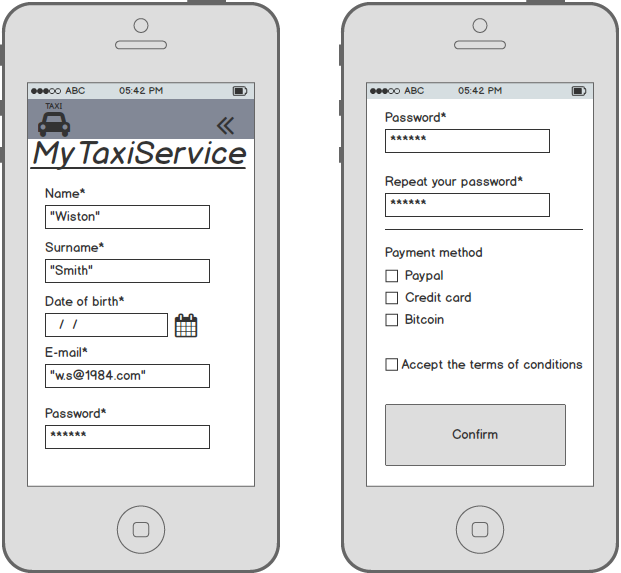 ABC 05:42 PM
TAXI
MyTaxiService
Name*
"Wiston"
Surname*
"Smith"
Date of birth*
/ /
E-mail*
"w.s@1984.com"
Password*
******
ABC 05:42 PM
Password*
******
Repeat your password*
******
Payment method
Paypal
Credit card
Bitcoin
Accept the terms of conditions
Confirm